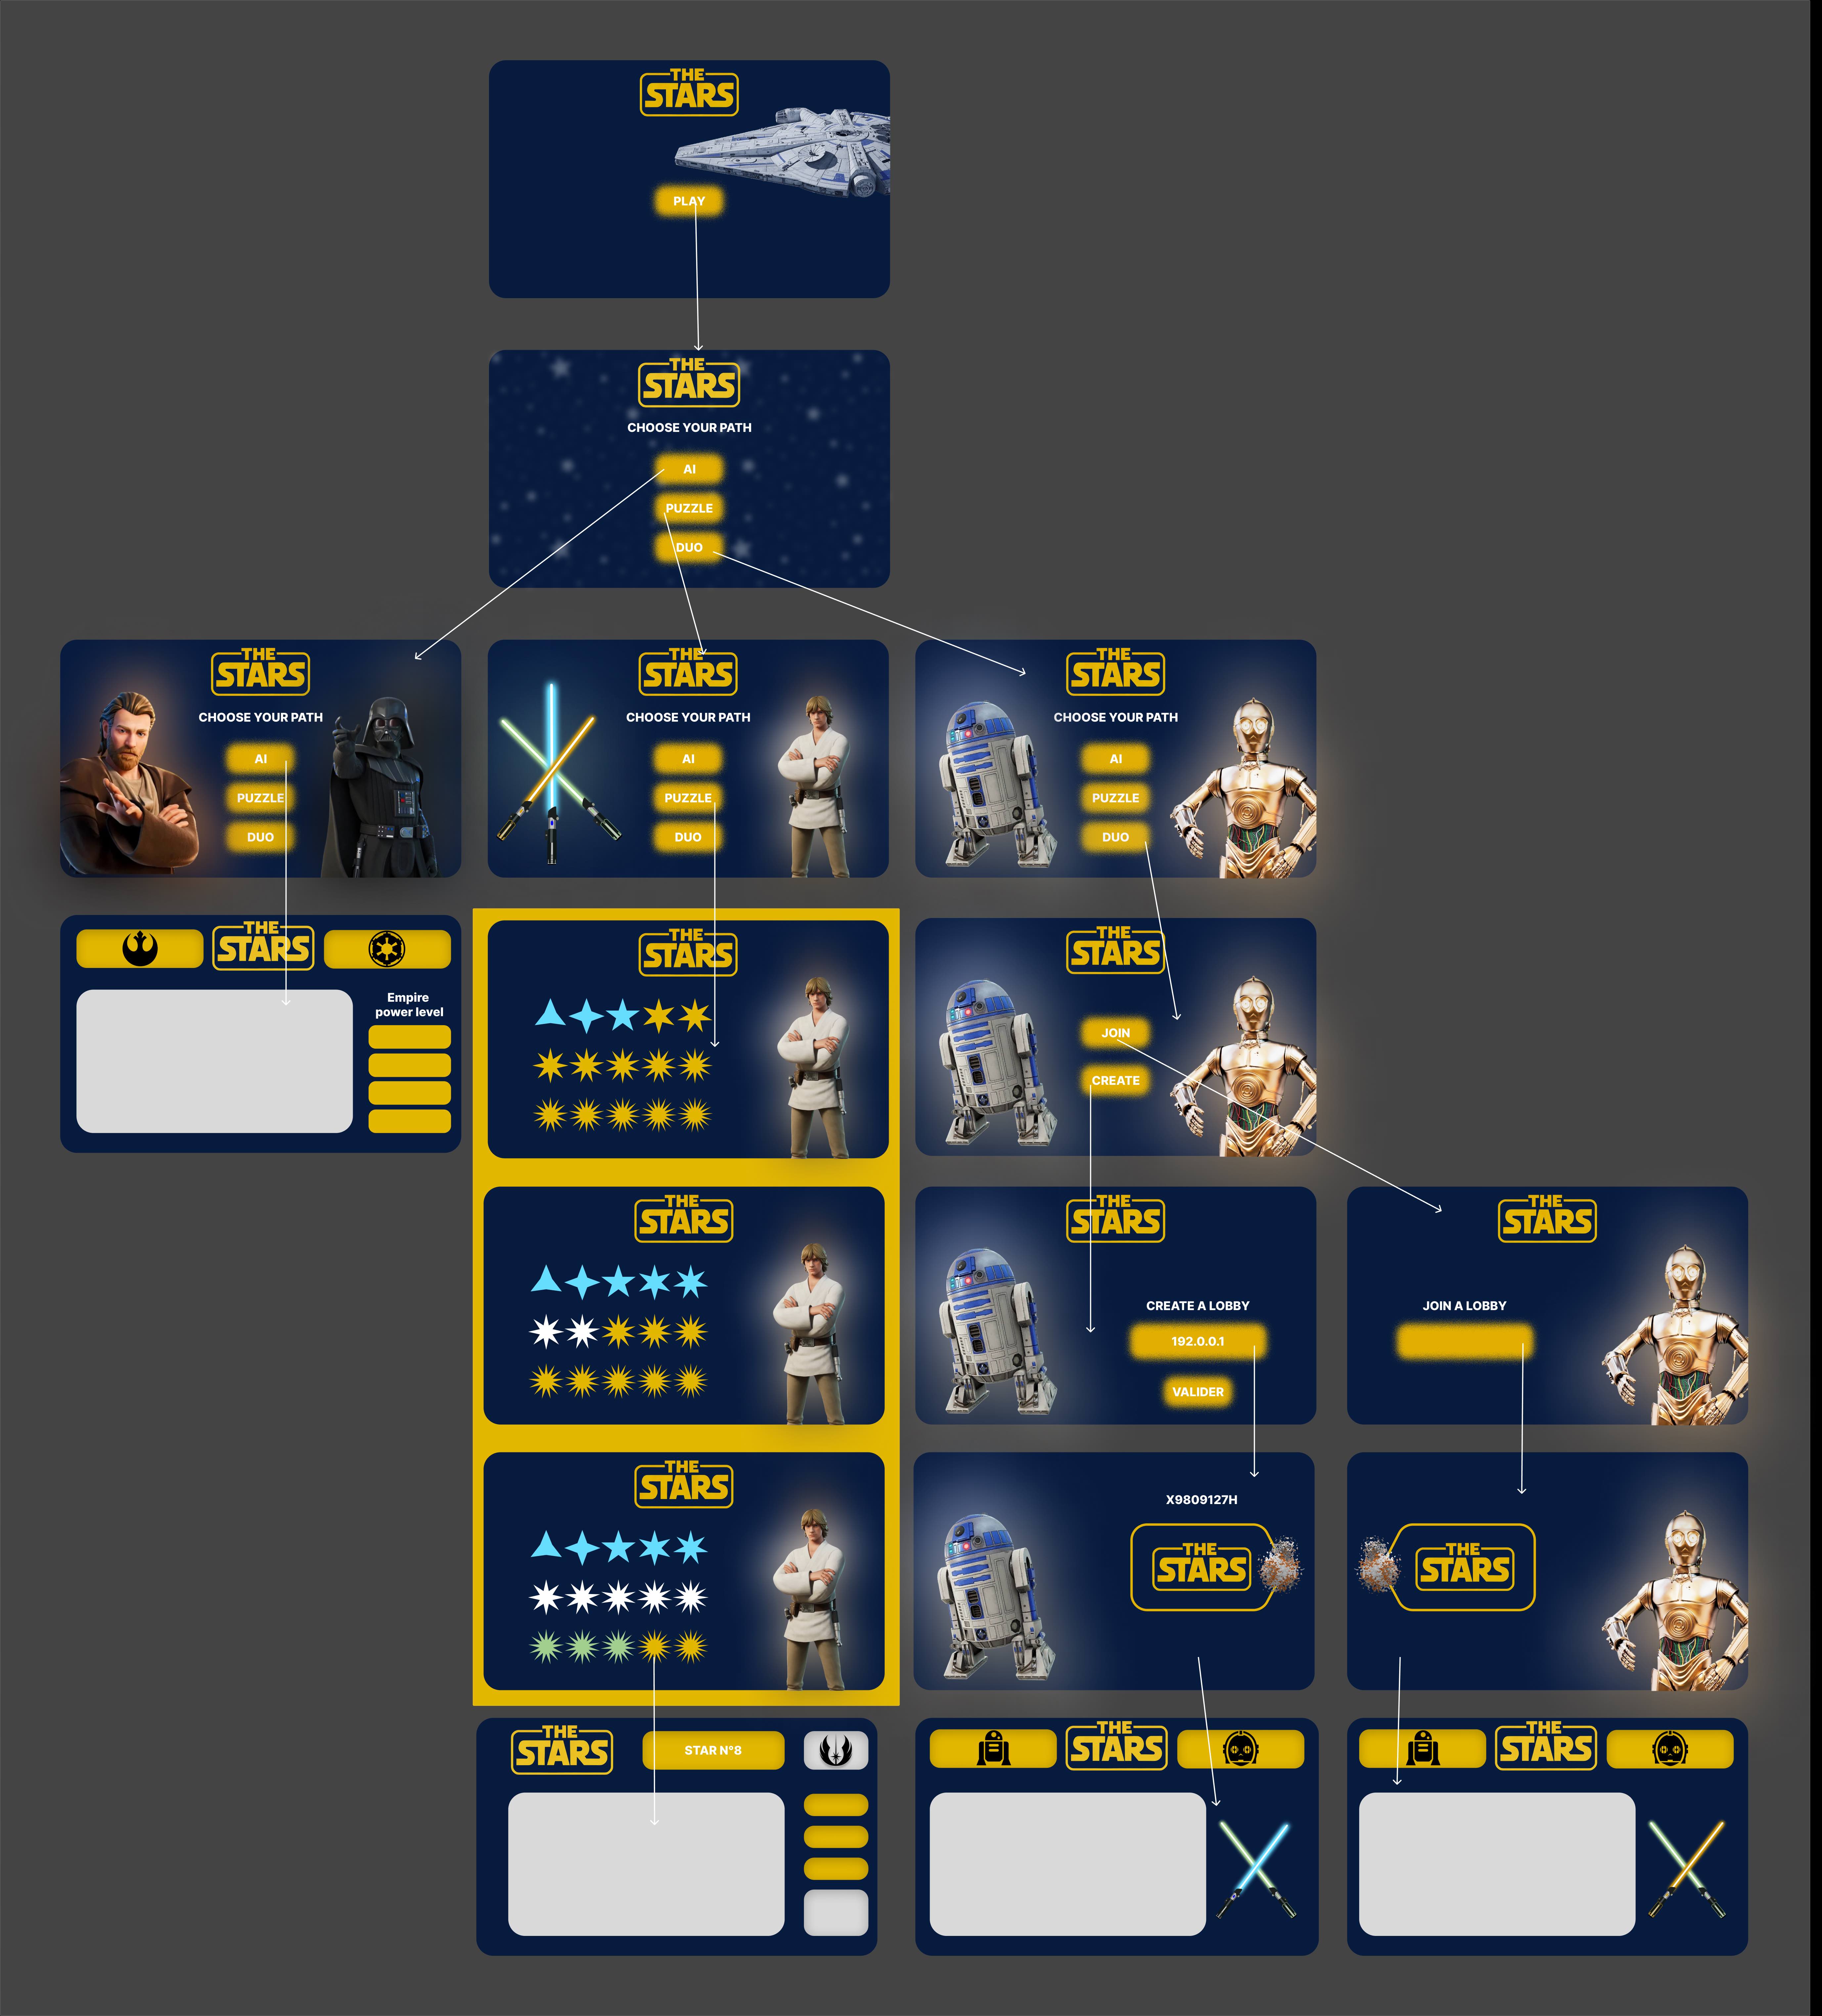 THE
STARS
PLAY
THE
STARS
CHOOSE YOUR PATH
AI
PUZZLE
DUO
THE
STARS
CHOOSE YOUR PATH
AI
PUZZLE
DUO
THE
STARS
CHOOSE YOUR PATH
AI
PUZZLE
DUO
THE
STARS
CHOOSE YOUR PATH
AI
PUZZLE
DUO
THE
STARS
Empire
power level
THE
STARS
THE
STARS
JOIN
CREATE
THE
STARS
THE
STARS
CREATE A LOBBY
192.0.0.1
VALIDER
THE
STARS
JOIN A LOBBY
THE
STARS
X9809127H
THE
STARS
THE
STARS
THE
STARS
STAR N°8
THE
STARS
THE
STARS